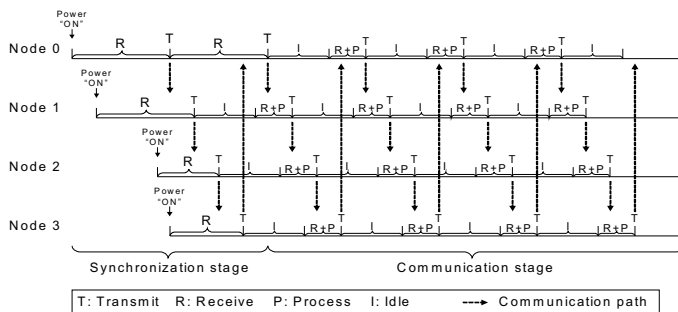 Power
"ON"
Node 0
R T R T I R+P T I R+P T I R+P T I
Power
"ON"
Node 1
R T I R+P T I R+P T I R+P T I R+P T
Power
"ON"
Node 2
R T I R+P T I R+P T I R+P T I R+P T
Power
"ON"
Node 3
R T I R+P T I R+P T I R+P T I R+P T
Synchronization stage Communication stage
T: Transmit R: Receive P: Process I: Idle Communication path